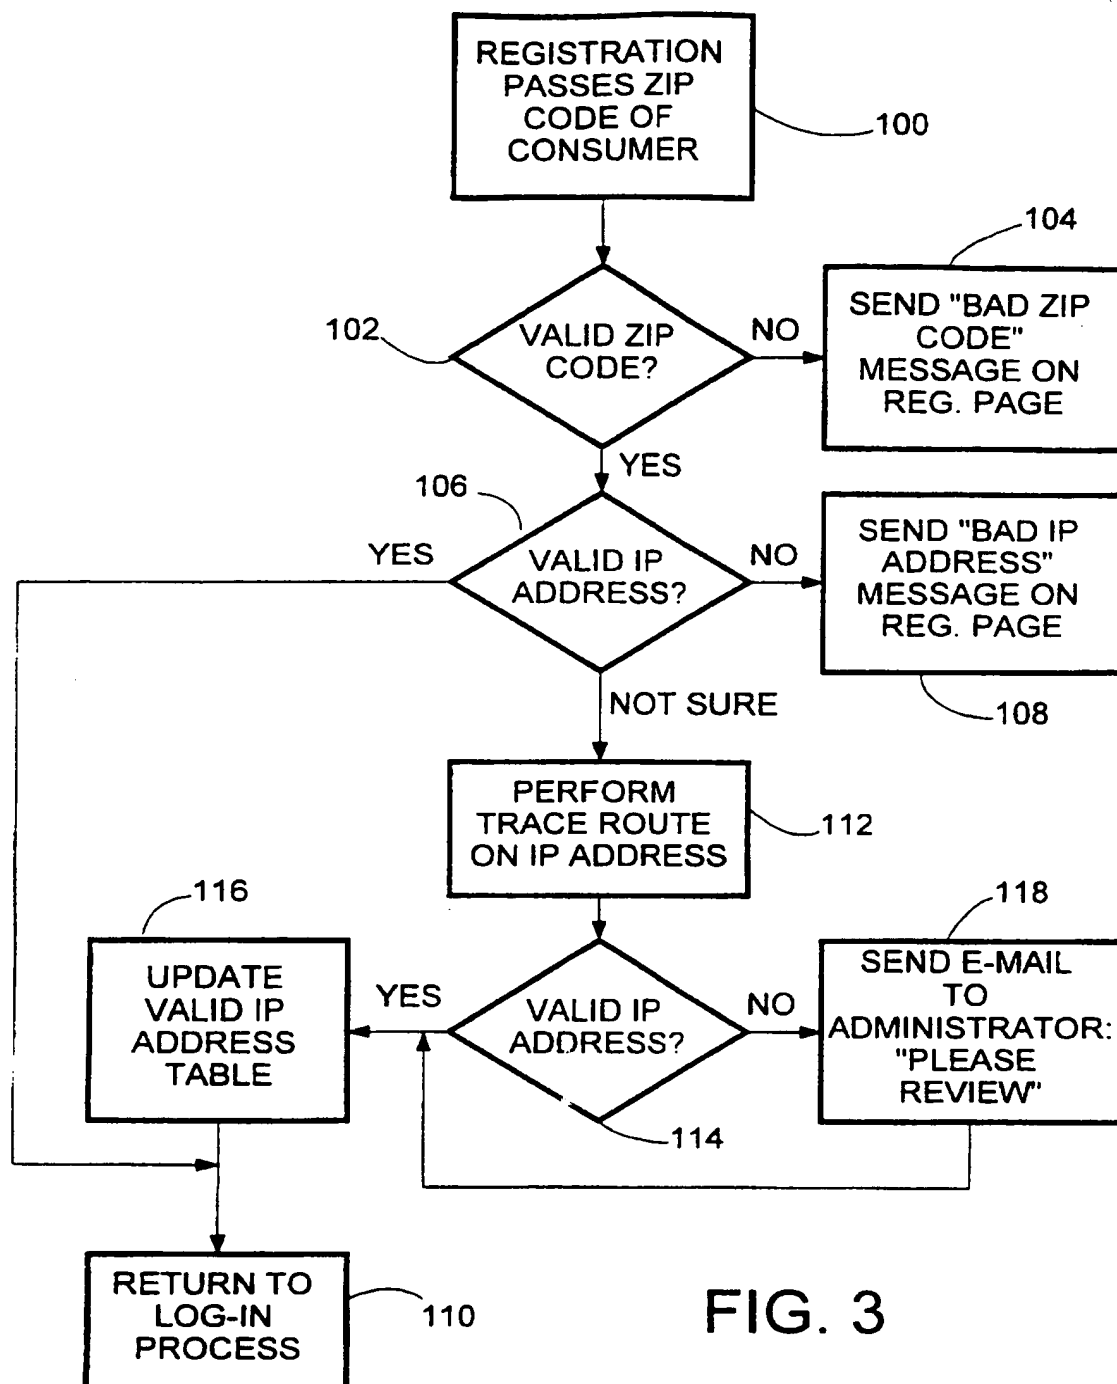 REGISTRATION
PASSES ZIP
CODE OF
CONSUMER
100
104
VALID ZIP
CODE?
102
NO
SEND "BAD ZIP
CODE"
MESSAGE ON
REG. PAGE
YES
106
YES
VALID IP
ADDRESS?
NO
SEND "BAD IP
ADDRESS"
MESSAGE ON
REG. PAGE
108
NOT SURE
PERFORM
TRACE ROUTE
ON IP ADDRESS
112
116
118
UPDATE
VALID IP
ADDRESS
TABLE
YES
VALID IP
ADDRESS?
NO
SEND E-MAIL
TO
ADMINISTRATOR:
"PLEASE
REVIEW"
114
RETURN TO
LOG-IN
PROCESS
110
FIG. 3